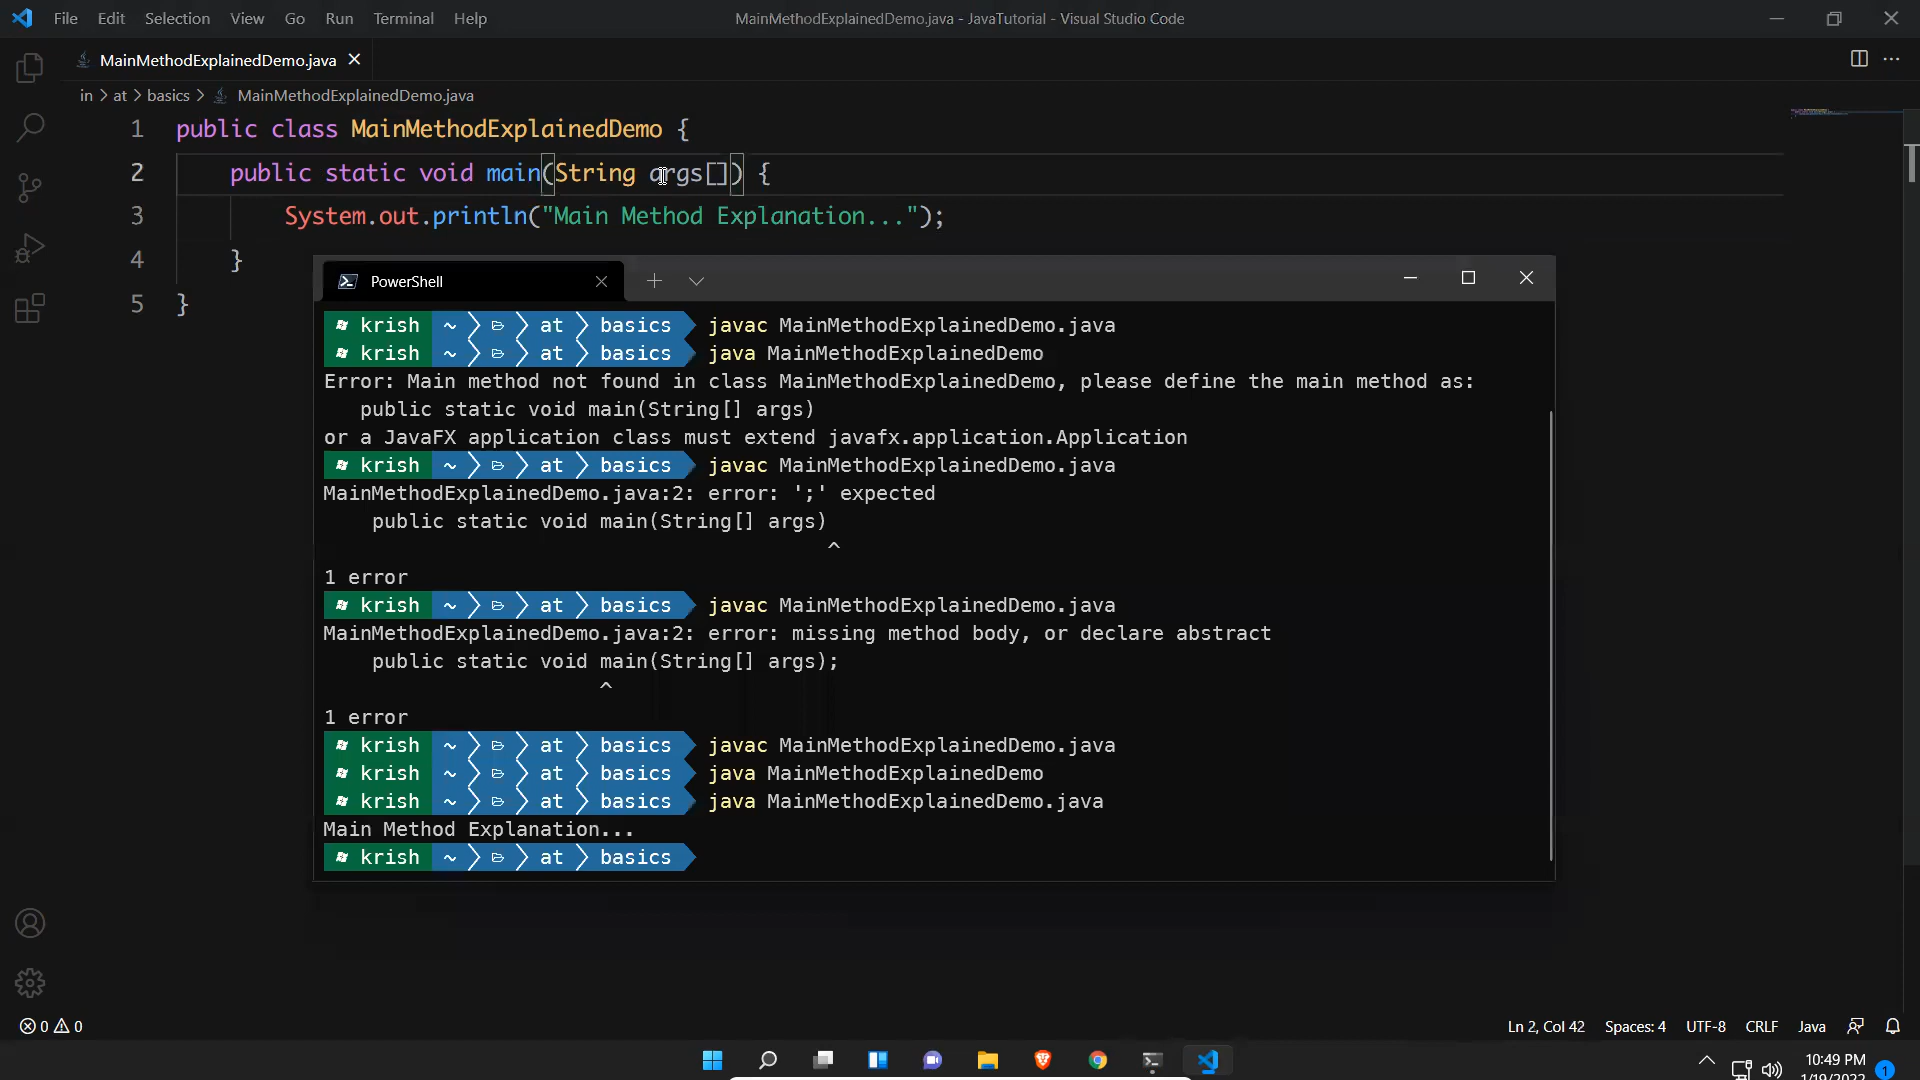 File Edit Selection View Go Run Terminal Help
MainMethodExplainedDemo.java - JavaTutorial - Visual Studio Code
MainMethodExplainedDemo.java
in > at > basics > MainMethodExplainedDemo.java
1 public class MainMethodExplainedDemo {
2 public static void main(String args[]) {
3 System.out.println("Main Method Explanation...");
4 }
5 }
PowerShell
krish ~ at basics javac MainMethodExplainedDemo.java
krish ~ at basics java MainMethodExplainedDemo
Error: Main method not found in class MainMethodExplainedDemo, please define the main method as:
public static void main(String[] args)
or a JavaFX application class must extend javafx.application.Application
krish ~ at basics javac MainMethodExplainedDemo.java
MainMethodExplainedDemo.java:2: error: ';' expected
public static void main(String[] args)
^
1 error
krish ~ at basics javac MainMethodExplainedDemo.java
MainMethodExplainedDemo.java:2: error: missing method body, or declare abstract
public static void main(String[] args);
^
1 error
krish ~ at basics javac MainMethodExplainedDemo.java
krish ~ at basics java MainMethodExplainedDemo
krish ~ at basics java MainMethodExplainedDemo.java
Main Method Explanation...
krish ~ at basics
0 0
Ln 2, Col 42 Spaces: 4 UTF-8 CRLF Java
10:49 PM
1/19/2022
1